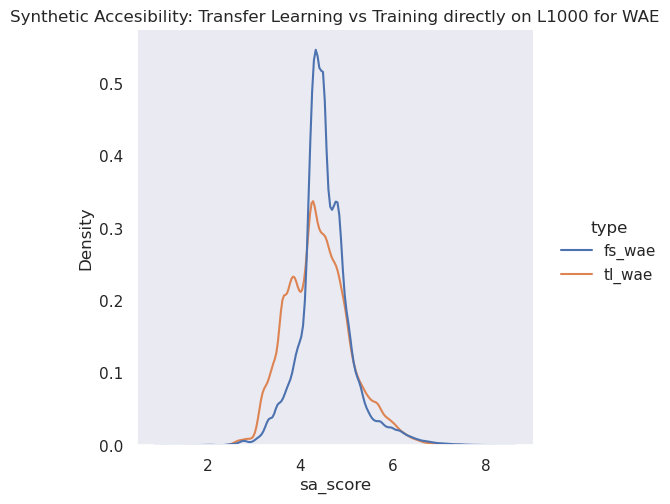 Synthetic Accesibility: Transfer Learning vs Training directly on L1000 for WAE
0.5
0.4
0.3
0.2
0.1
0.0
Density
2 4 6 8
sa_score
type
fs_wae
tl_wae